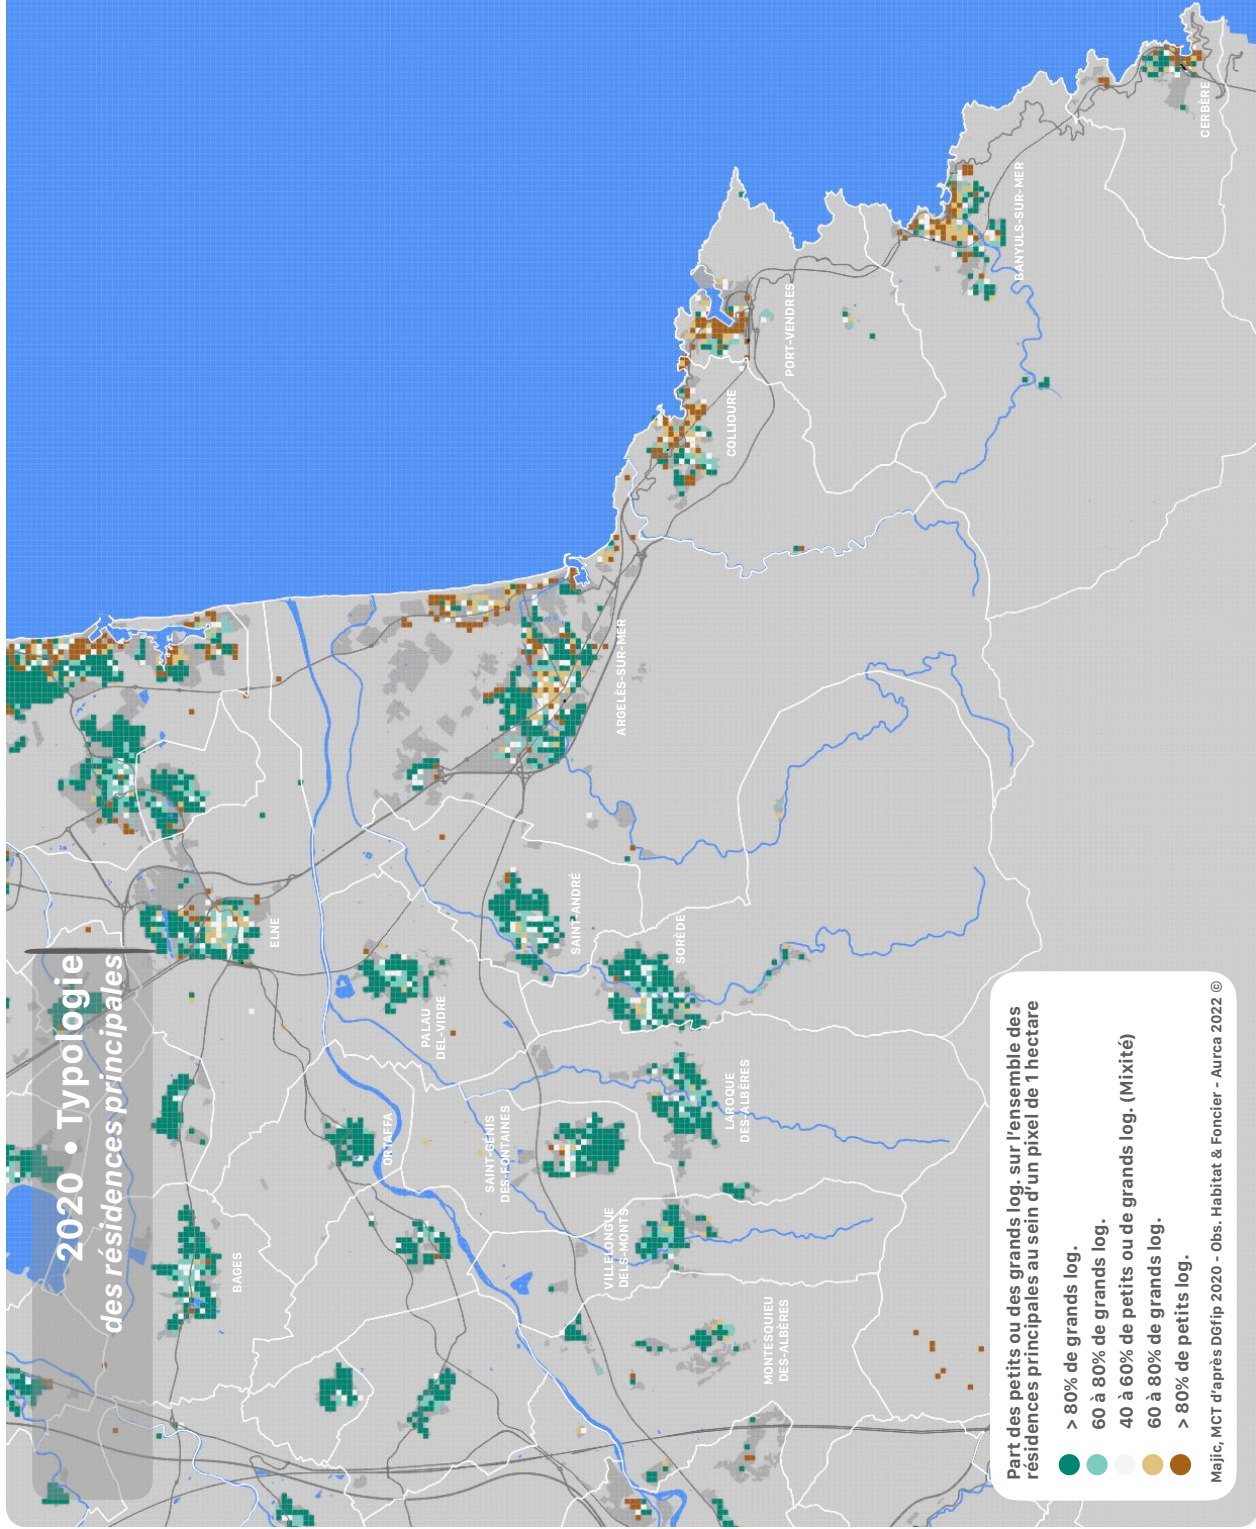 2020 • Typologie
des résidences principales
CERBÈRE
BANYULS-SUR-MER
PORT-VENDRES
COLLIOURE
ARGELÈS-SUR-MER
ELNE
SAINT-ANDRÉ
SORÈDE
PALAU
DEL-VIDRE
LAROQUE
DES-ALBÈRES
ORTAFFA
SAINT-GÉNIS
DES-FONTAINES
VILLELONGUE
DELS-MONTS
BAGES
MONTESQUIEU
DES-ALBÈRES
Part des petits ou des grands log. sur l'ensemble des
résidences principales au sein d'un pixel de 1 hectare
> 80% de grands log.
60 à 80% de grands log.
40 à 60% de petits ou de grands log. (Mixité)
60 à 80% de grands log.
> 80% de petits log.
Majic, MCT d'après DGfip 2020 - Obs. Habitat & Foncier - Aurca 2022 ©